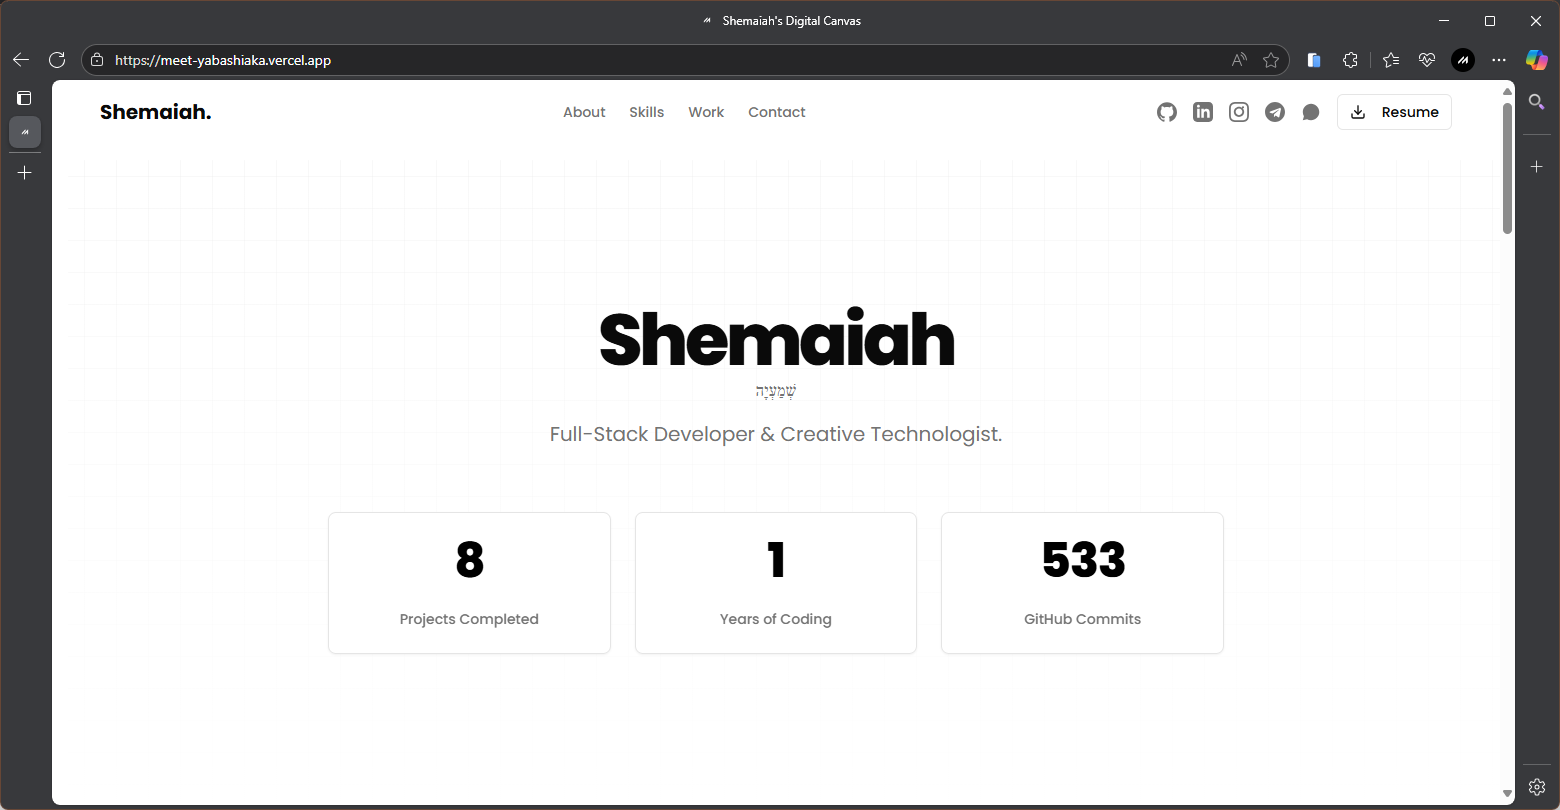 Shemaiah's Digital Canvas
https://meet-yabashiaka.vercel.app
Shemaiah.
About Skills Work Contact
Resume
Shemaiah
שְׁמַעְיָה
Full-Stack Developer & Creative Technologist.
8 1 533
Projects Completed Years of Coding GitHub Commits